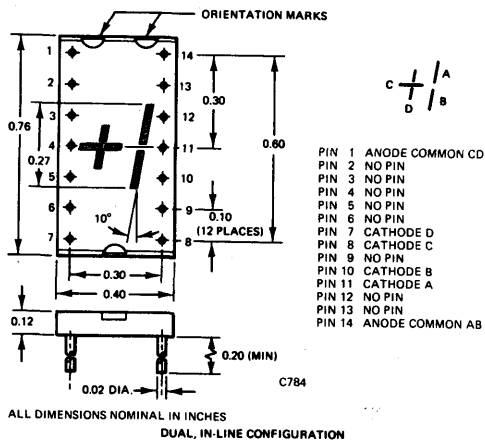 ORIENTATION MARKS
1
2
3
4
5
6
7
14
13
12
11
10
9
8
0.76
0.27
0.30
0.60
0.10
(12 PLACES)
10°
0.30
0.40
0.12
0.20 (MIN)
0.02 DIA.
C784
A
C
D
B
PIN 1 ANODE COMMON CD
PIN 2 NO PIN
PIN 3 NO PIN
PIN 4 NO PIN
PIN 5 NO PIN
PIN 6 NO PIN
PIN 7 CATHODE D
PIN 8 CATHODE C
PIN 9 NO PIN
PIN 10 CATHODE B
PIN 11 CATHODE A
PIN 12 NO PIN
PIN 13 NO PIN
PIN 14 ANODE COMMON AB
ALL DIMENSIONS NOMINAL IN INCHES
DUAL, IN-LINE CONFIGURATION